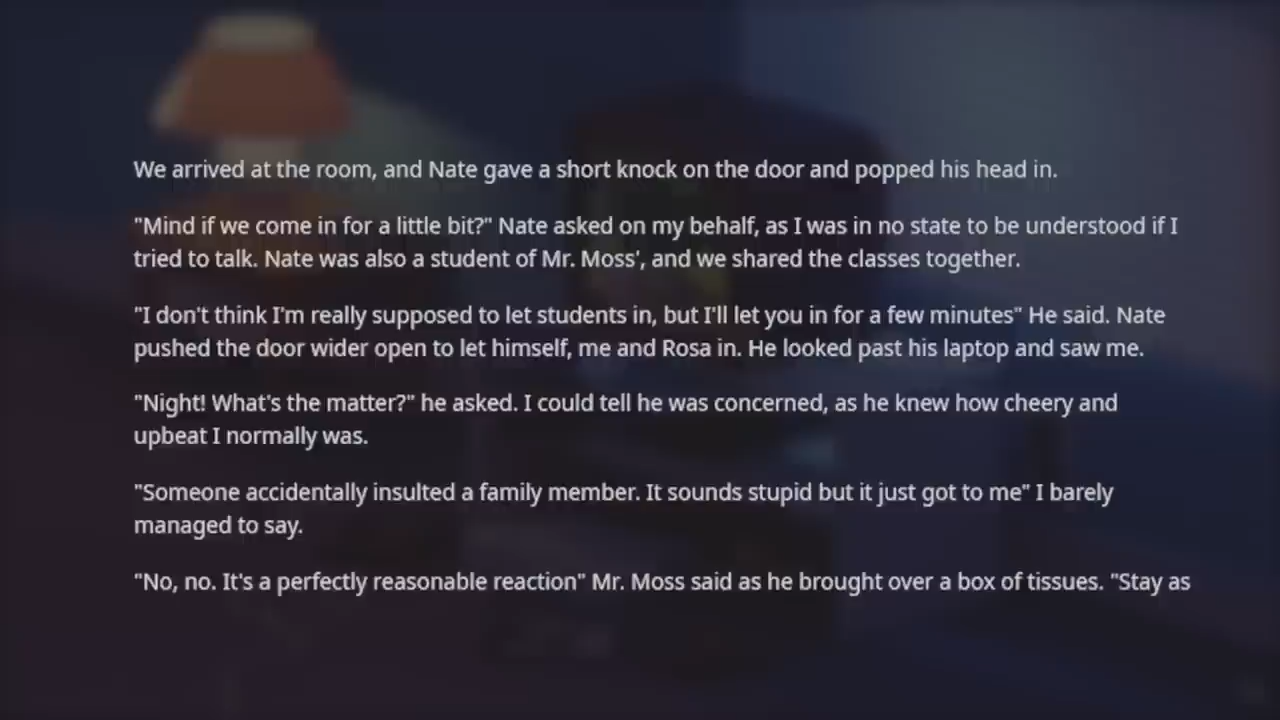 We arrived at the room, and Nate gave a short knock on the door and popped his head in.
"Mind if we come in for a little bit?" Nate asked on my behalf, as I was in no state to be understood if I
tried to talk. Nate was also a student of Mr. Moss', and we shared the classes together.
"I don't think I'm really supposed to let students in, but I'll let you in for a few minutes" He said. Nate
pushed the door wider open to let himself, me and Rosa in. He looked past his laptop and saw me.
"Night! What's the matter?" he asked. I could tell he was concerned, as he knew how cheery and
upbeat I normally was.
"Someone accidentally insulted a family member. It sounds stupid but it just got to me" I barely
managed to say.
"No, no. It's a perfectly reasonable reaction" Mr. Moss said as he brought over a box of tissues. "Stay as